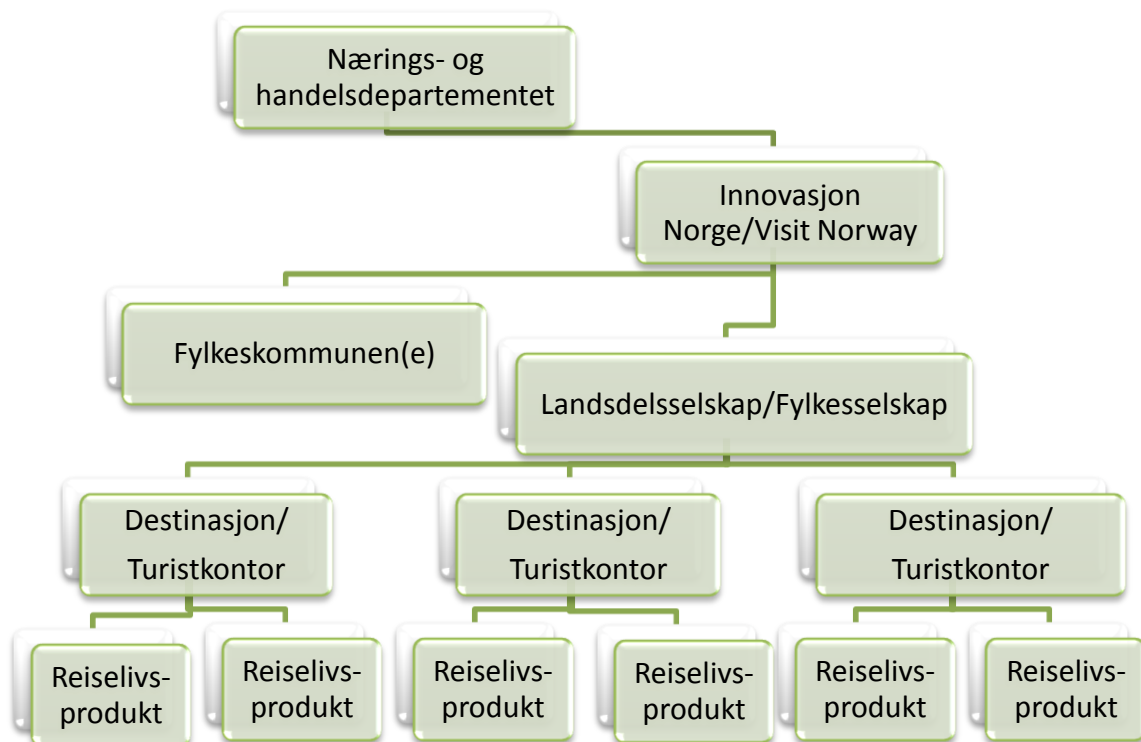 Nærings- og
handelsdepartementet
Innovasjon
Norge/Visit Norway
Fylkeskommunen(e)
Landsdelsselskap/Fylkesselskap
Destinasjon/
Turistkontor
Destinasjon/
Turistkontor
Destinasjon/
Turistkontor
Reiselivs-
produkt
Reiselivs-
produkt
Reiselivs-
produkt
Reiselivs-
produkt
Reiselivs-
produkt
Reiselivs-
produkt